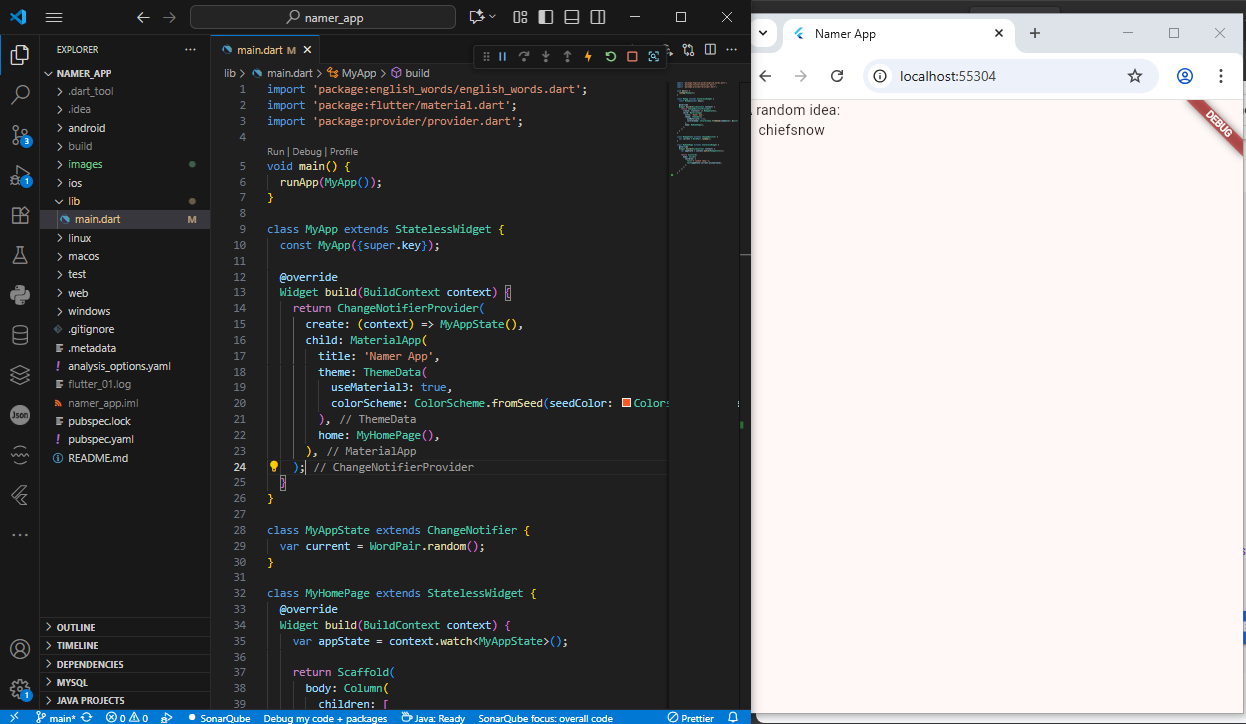 namer_app
EXPLORER
NAMER_APP
.dart_tool
.idea
android
build
images
ios
lib
main.dart M
linux
macos
test
web
windows
.gitignore
.metadata
analysis_options.yaml
flutter_01.log
namer_app.iml
pubspec.lock
pubspec.yaml
README.md
OUTLINE
TIMELINE
DEPENDENCIES
MYSQL
JAVA PROJECTS
3
1
Json
1
main.dart M
lib > main.dart > MyApp > build
1 import 'package:english_words/english_words.dart';
2 import 'package:flutter/material.dart';
3 import 'package:provider/provider.dart';
4
Run | Debug | Profile
5 void main() {
6 runApp(MyApp());
7 }
8
9 class MyApp extends StatelessWidget {
10 const MyApp({super.key});
11
12 @override
13 Widget build(BuildContext context) {
14 return ChangeNotifierProvider(
15 create: (context) => MyAppState(),
16 child: MaterialApp(
17 title: 'Namer App',
18 theme: ThemeData(
19 useMaterial3: true,
20 colorScheme: ColorScheme.fromSeed(seedColor: Colors
21 ), // ThemeData
22 home: MyHomePage(),
23 ), // MaterialApp
24 ); // ChangeNotifierProvider
25 }
26 }
27
28 class MyAppState extends ChangeNotifier {
29 var current = WordPair.random();
30 }
31
32 class MyHomePage extends StatelessWidget {
33 @override
34 Widget build(BuildContext context) {
35 var appState = context.watch<MyAppState>();
36
37 return Scaffold(
38 body: Column(
39 children: [
main* 0 0 SonarQube Debug my code + packages Java: Ready SonarQube focus: overall code Prettier
Namer App
localhost:55304
random idea:
chiefsnow
DEBUG